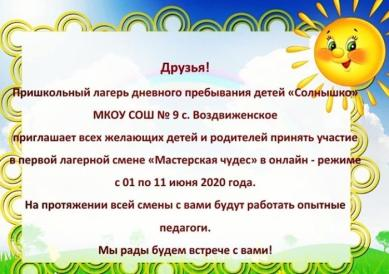 Друзья!
Пришкольный лагерь дневного пребывания детей «Солнышко»
МКОУ СОШ № 9 с. Воздвиженское
приглашает всех желающих детей и родителей принять участие
в первой лагерной смене «Мастерская чудес» в онлайн - режиме
с 01 по 11 июня 2020 года.
На протяжении всей смены с вами будут работать опытные
педагоги.
Мы рады будем встрече с вами!